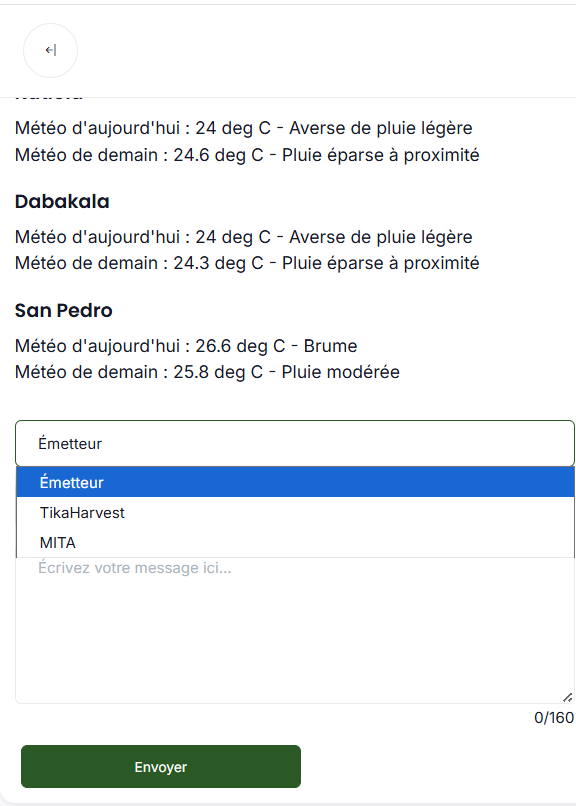 Météo d'aujourd'hui : 24 deg C - Averse de pluie légère
Météo de demain : 24.6 deg C - Pluie éparse à proximité
Dabakala
Météo d'aujourd'hui : 24 deg C - Averse de pluie légère
Météo de demain : 24.3 deg C - Pluie éparse à proximité
San Pedro
Météo d'aujourd'hui : 26.6 deg C - Brume
Météo de demain : 25.8 deg C - Pluie modérée
Émetteur
Émetteur
TikaHarvest
MITA
Écrivez votre message ici...
0/160
Envoyer